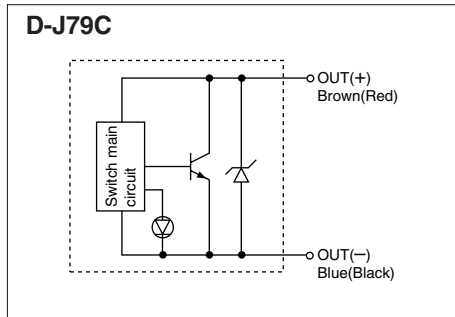 D-J79C
OUT(+)
Brown(Red)
Switch main
circuit
OUT(−)
Blue(Black)